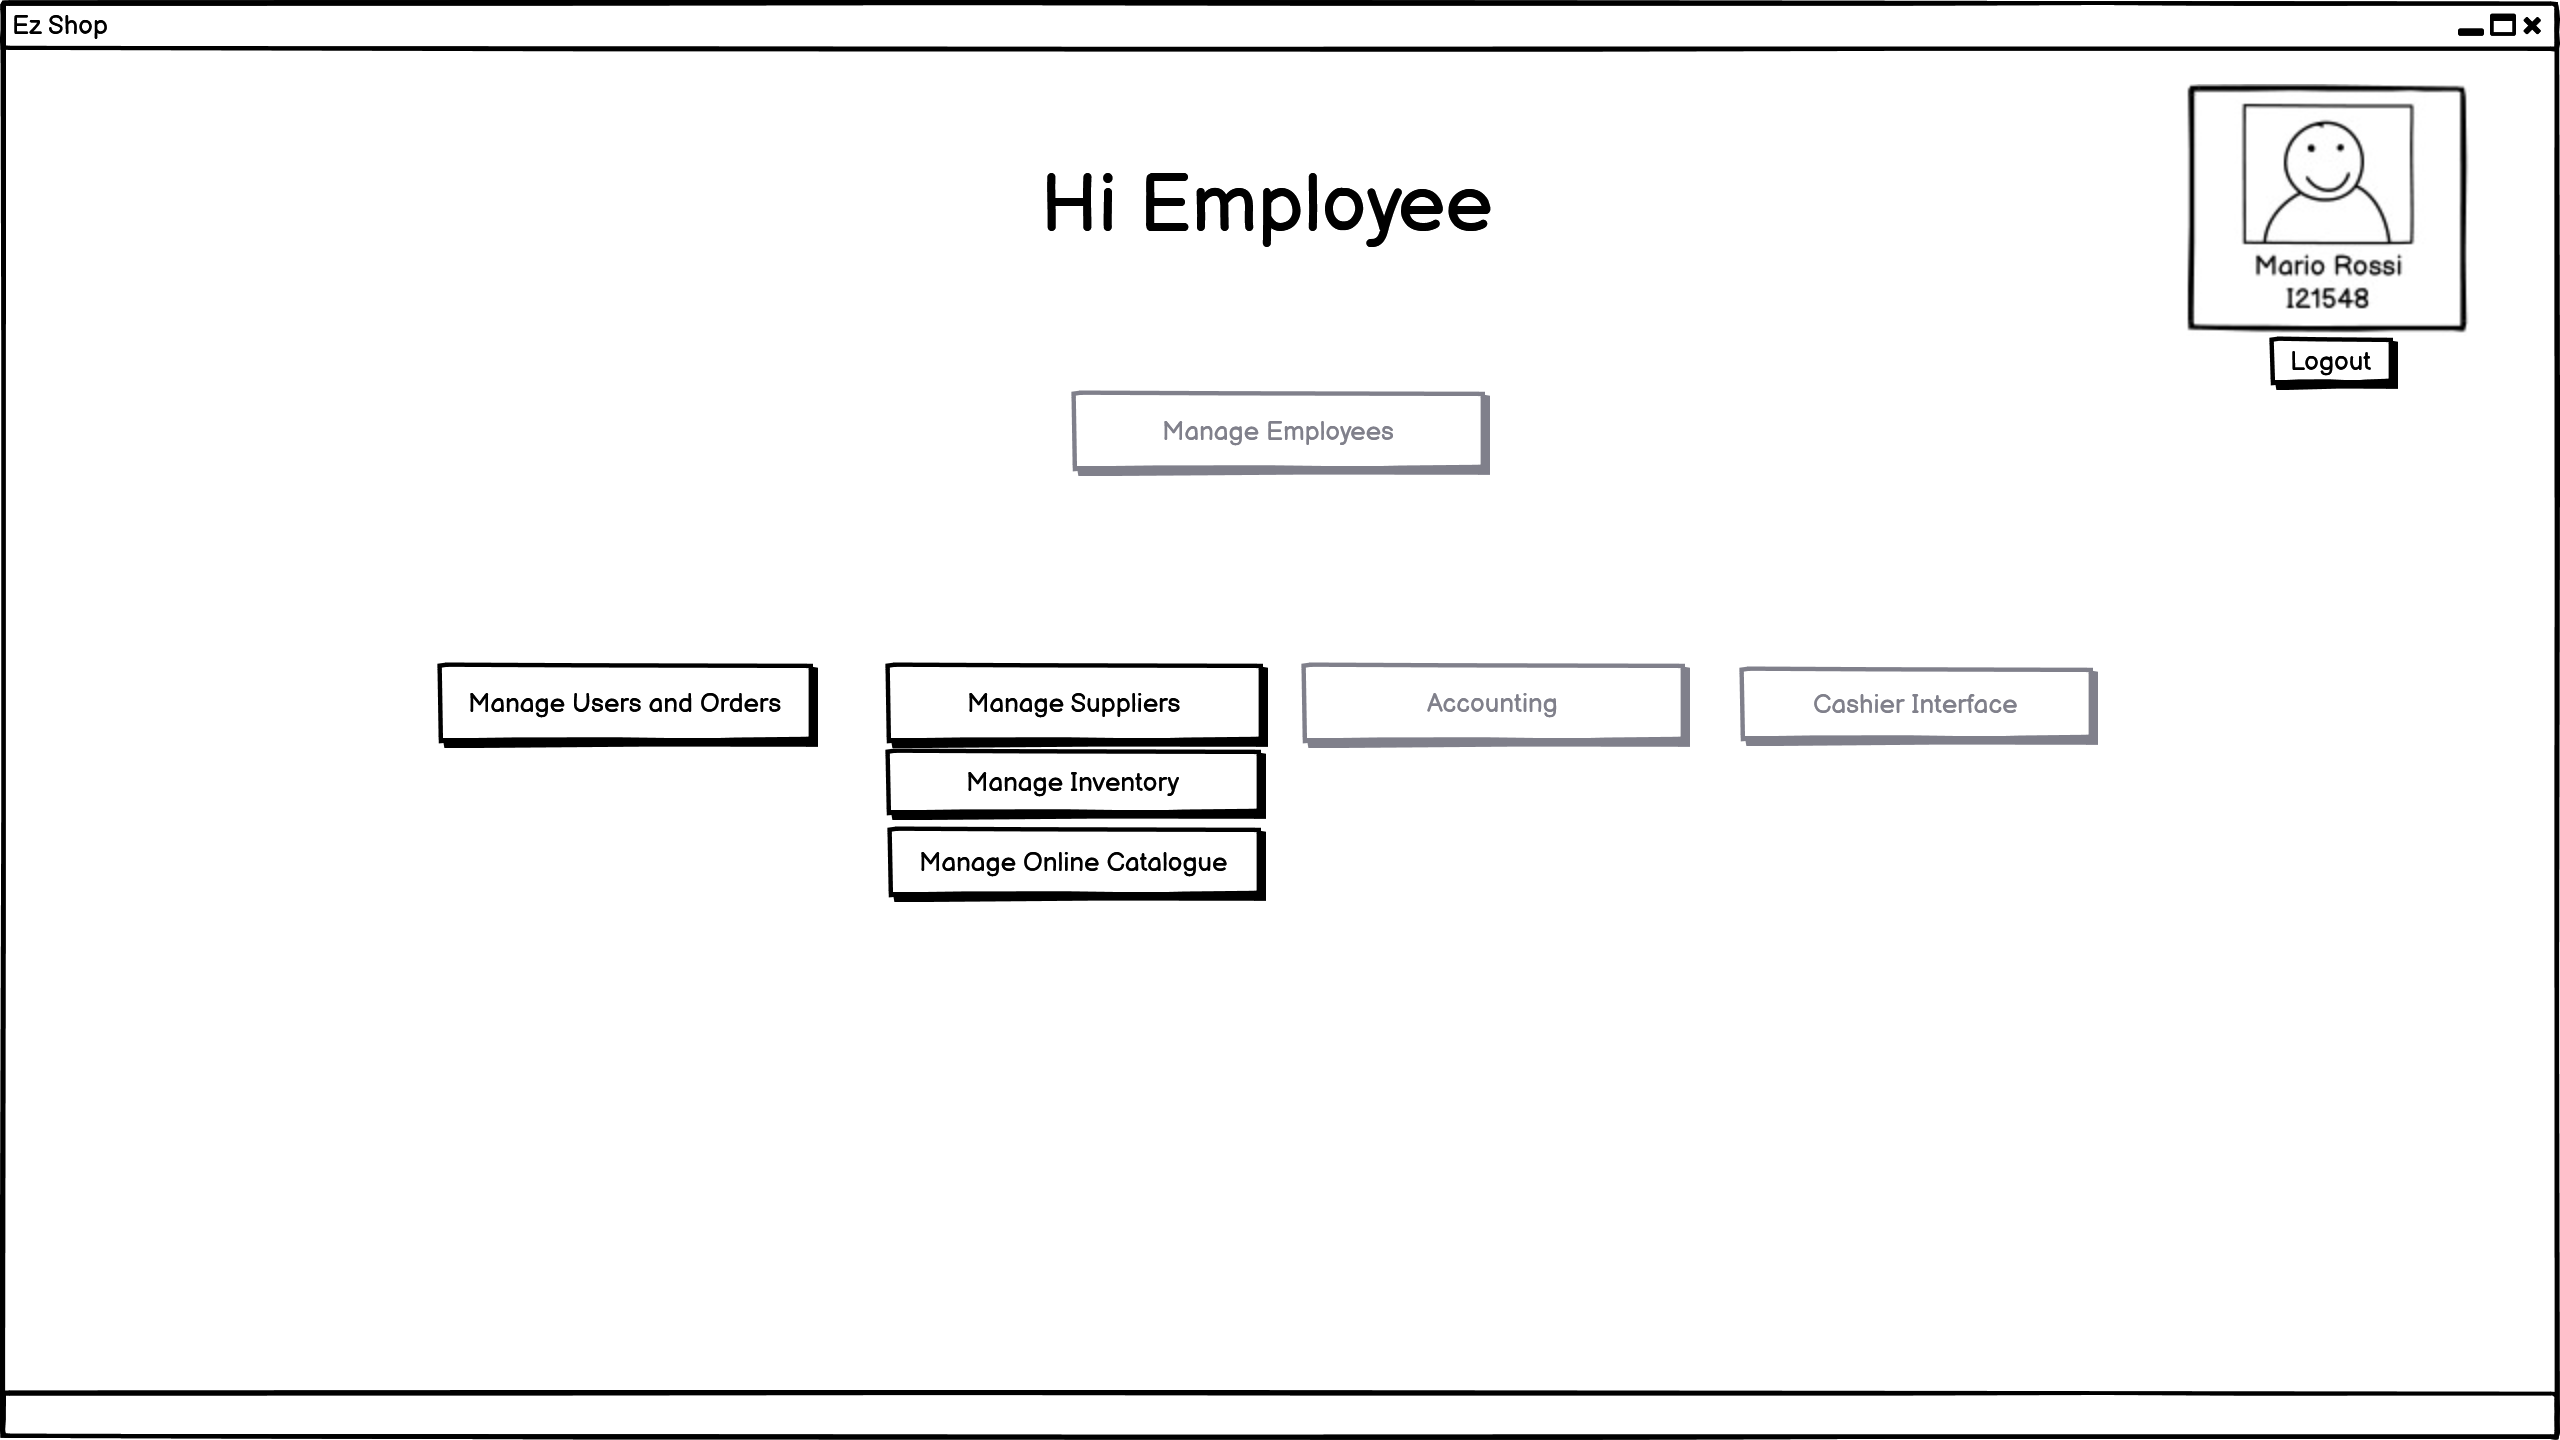 Ez Shop
Hi Employee
Mario Rossi
I21548
Logout
Manage Employees
Manage Users and Orders
Manage Suppliers
Accounting
Cashier Interface
Manage Inventory
Manage Online Catalogue